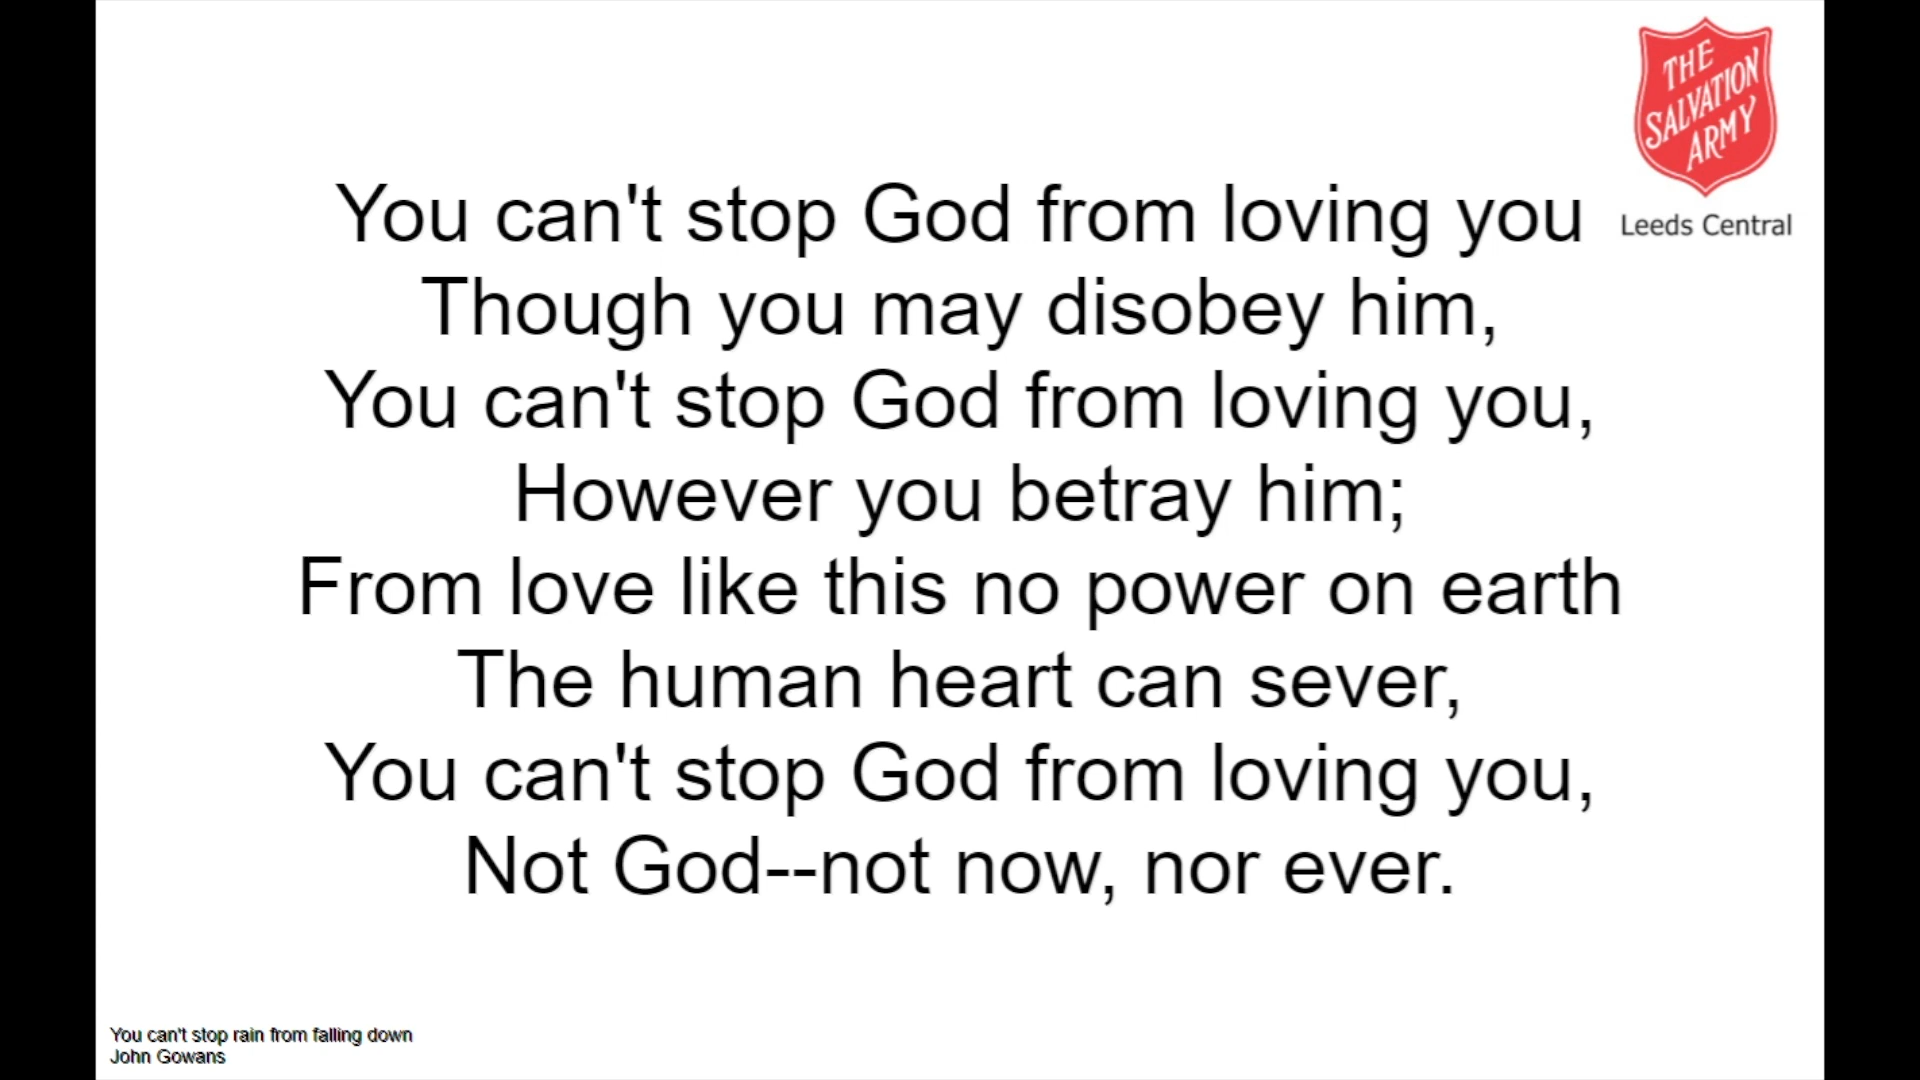 THE
SALVATION
ARMY
Leeds Central
You can't stop God from loving you
Though you may disobey him,
You can't stop God from loving you,
However you betray him;
From love like this no power on earth
The human heart can sever,
You can't stop God from loving you,
Not God--not now, nor ever.
You can't stop rain from falling down
John Gowans